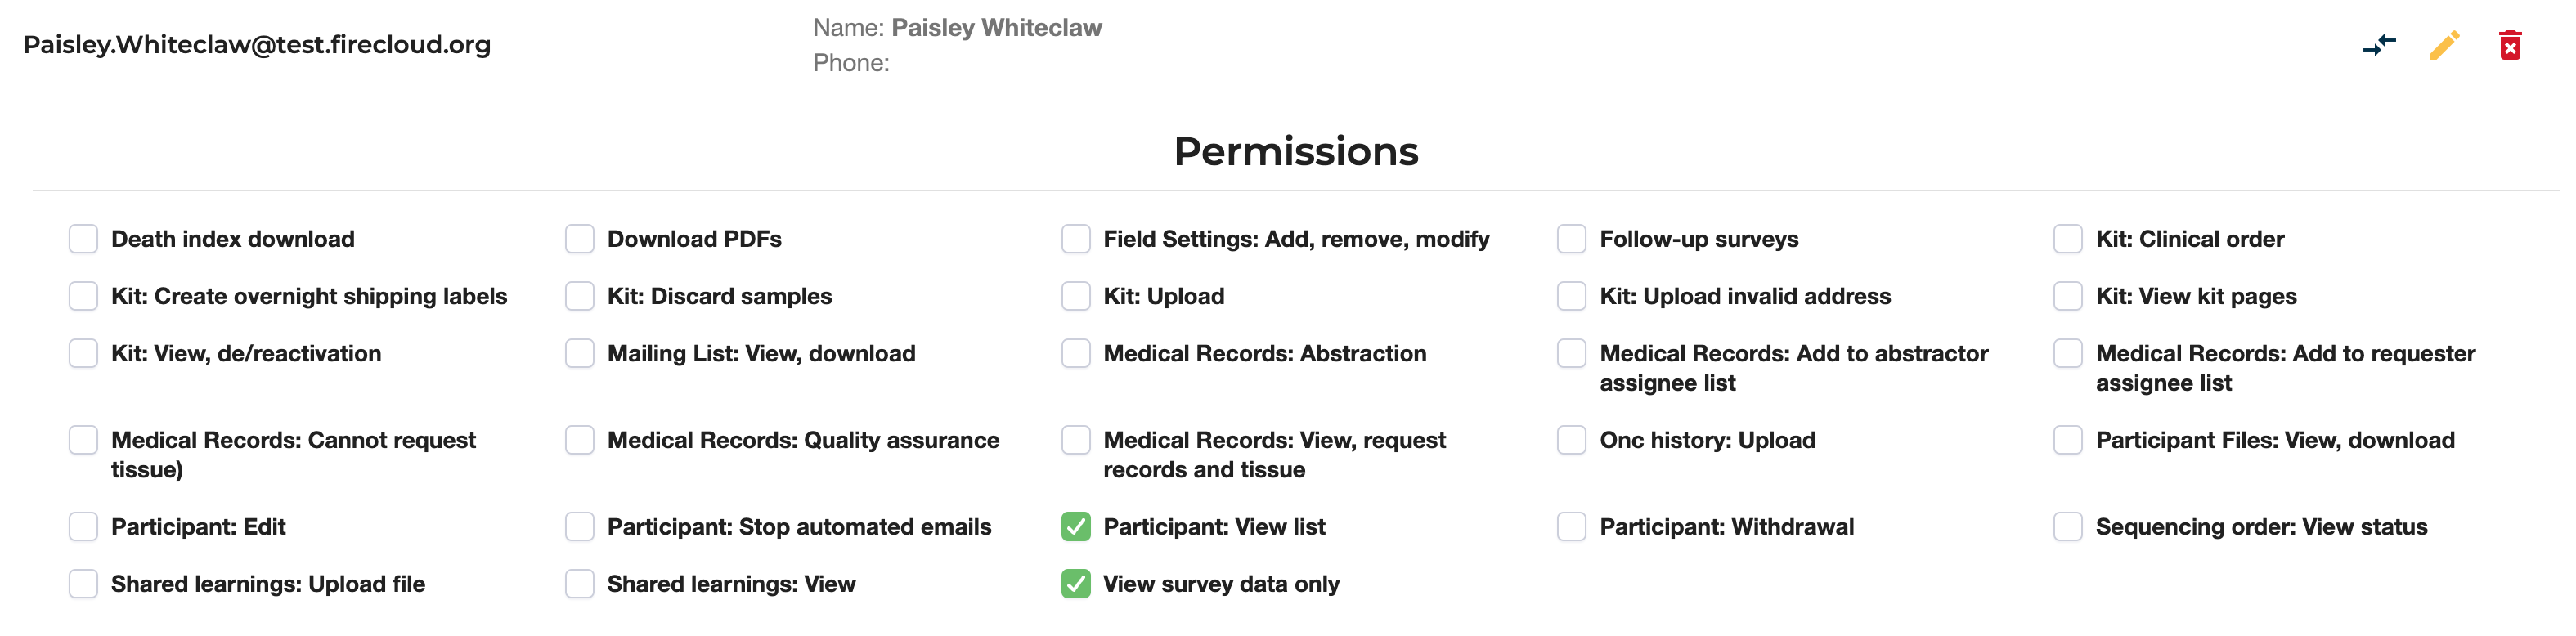 Paisley.Whiteclaw@test.firecloud.org
Name: Paisley Whiteclaw
Phone:
Permissions
Death index download
Download PDFs
Field Settings: Add, remove, modify
Follow-up surveys
Kit: Clinical order
Kit: Create overnight shipping labels
Kit: Discard samples
Kit: Upload
Kit: Upload invalid address
Kit: View kit pages
Kit: View, de/reactivation
Mailing List: View, download
Medical Records: Abstraction
Medical Records: Add to abstractor
assignee list
Medical Records: Add to requester
assignee list
Medical Records: Cannot request
tissue)
Medical Records: Quality assurance
Medical Records: View, request
records and tissue
Onc history: Upload
Participant Files: View, download
Participant: Edit
Participant: Stop automated emails
Participant: View list
Participant: Withdrawal
Sequencing order: View status
Shared learnings: Upload file
Shared learnings: View
View survey data only